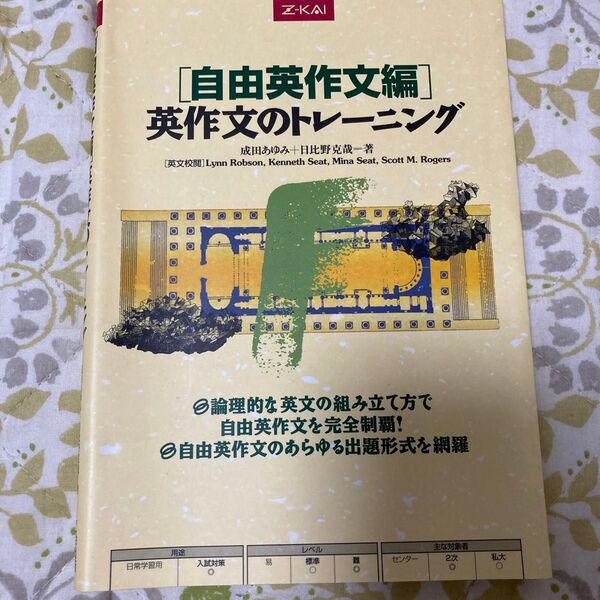 Z-KAI
[自由英作文編]
英作文のトレーニング
成田あゆみ+日比野克哉—著
[英文校閲] Lynn Robson, Kenneth Seat, Mina Seat, Scott M. Rogers
論理的な英文の組み立て方で
自由英作文を完全制覇!
自由英作文のあらゆる出題形式を網羅
用途 レベル 主な対象者
日常学習用 入試対策 易 標準 難 センター 2次 私大
◎ ○ ◎ ◎ ○